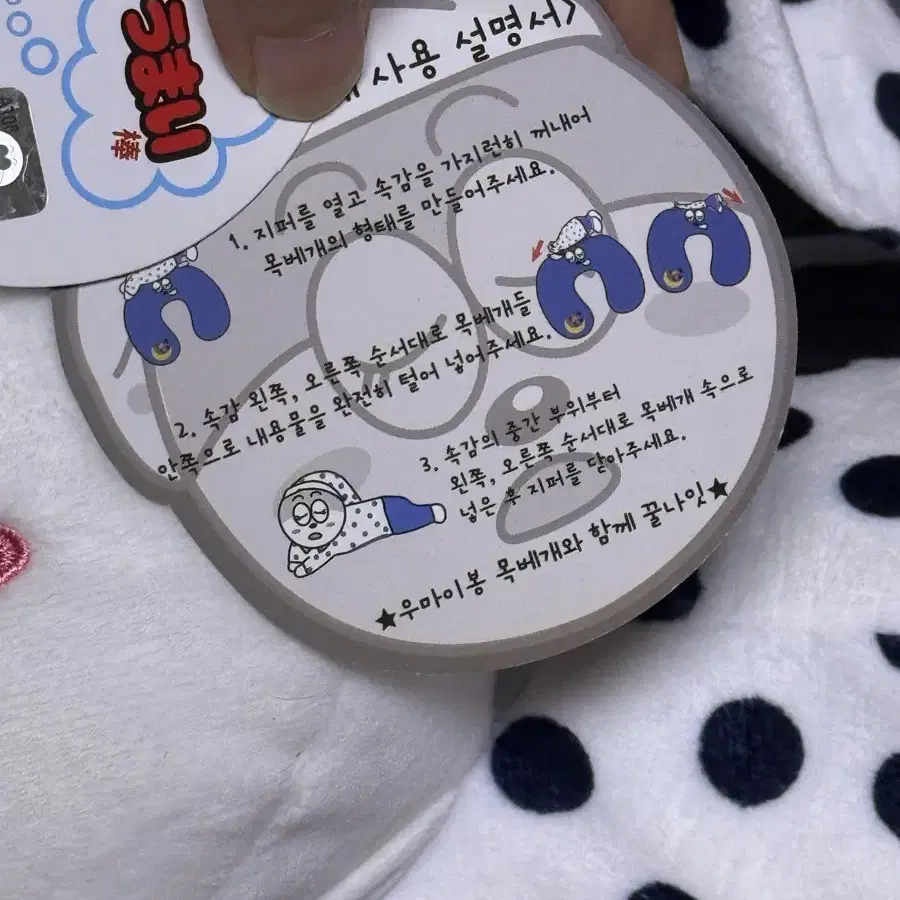 うまい
棒
사용 설명서>
1. 지퍼를 열고 속감을 가지런히 꺼내어
목베개의 형태를 만들어주세요.
2. 속감 왼쪽, 오른쪽 순서대로 목베개들
안쪽으로 내용물을 완전히 털어 넣어주세요.
3. 속감의 중간 부위부터
왼쪽, 오른쪽 순서대로 목베개 속으로
넣은 후 지퍼를 닫아주세요.
★우마이봉 목베개와 함께 꿀나잇★